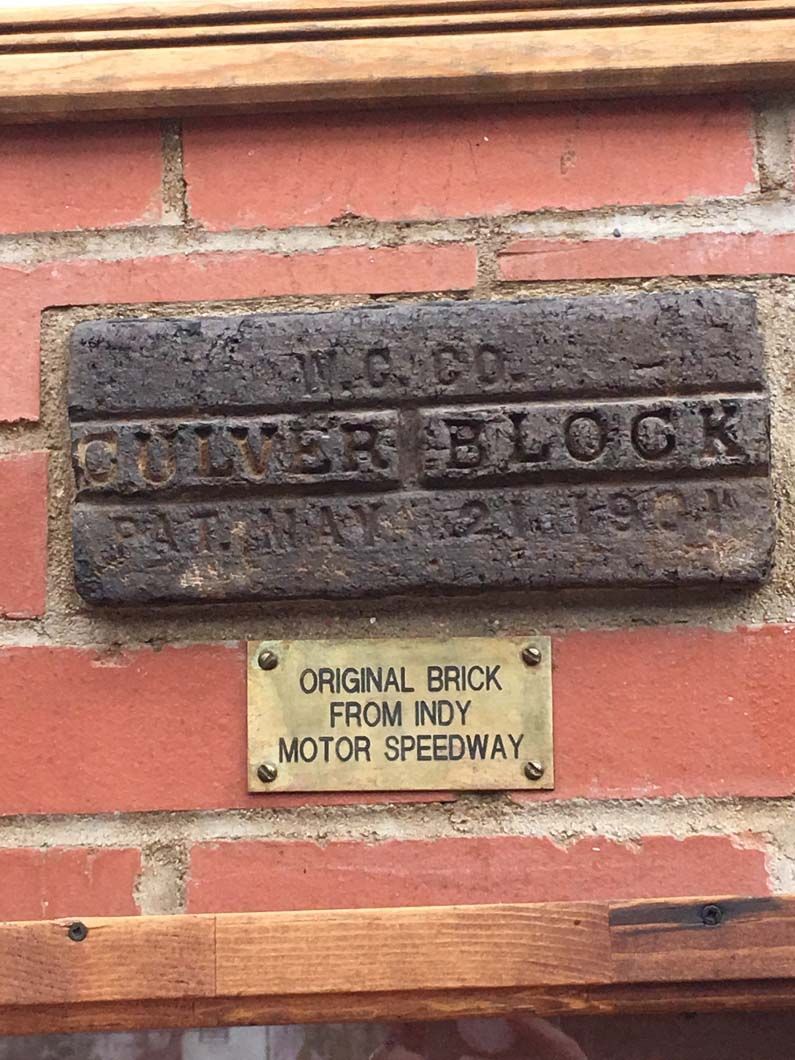 W.C. CO.
CULVER BLOCK
PAT. MAY 21 1901
ORIGINAL BRICK
FROM INDY
MOTOR SPEEDWAY